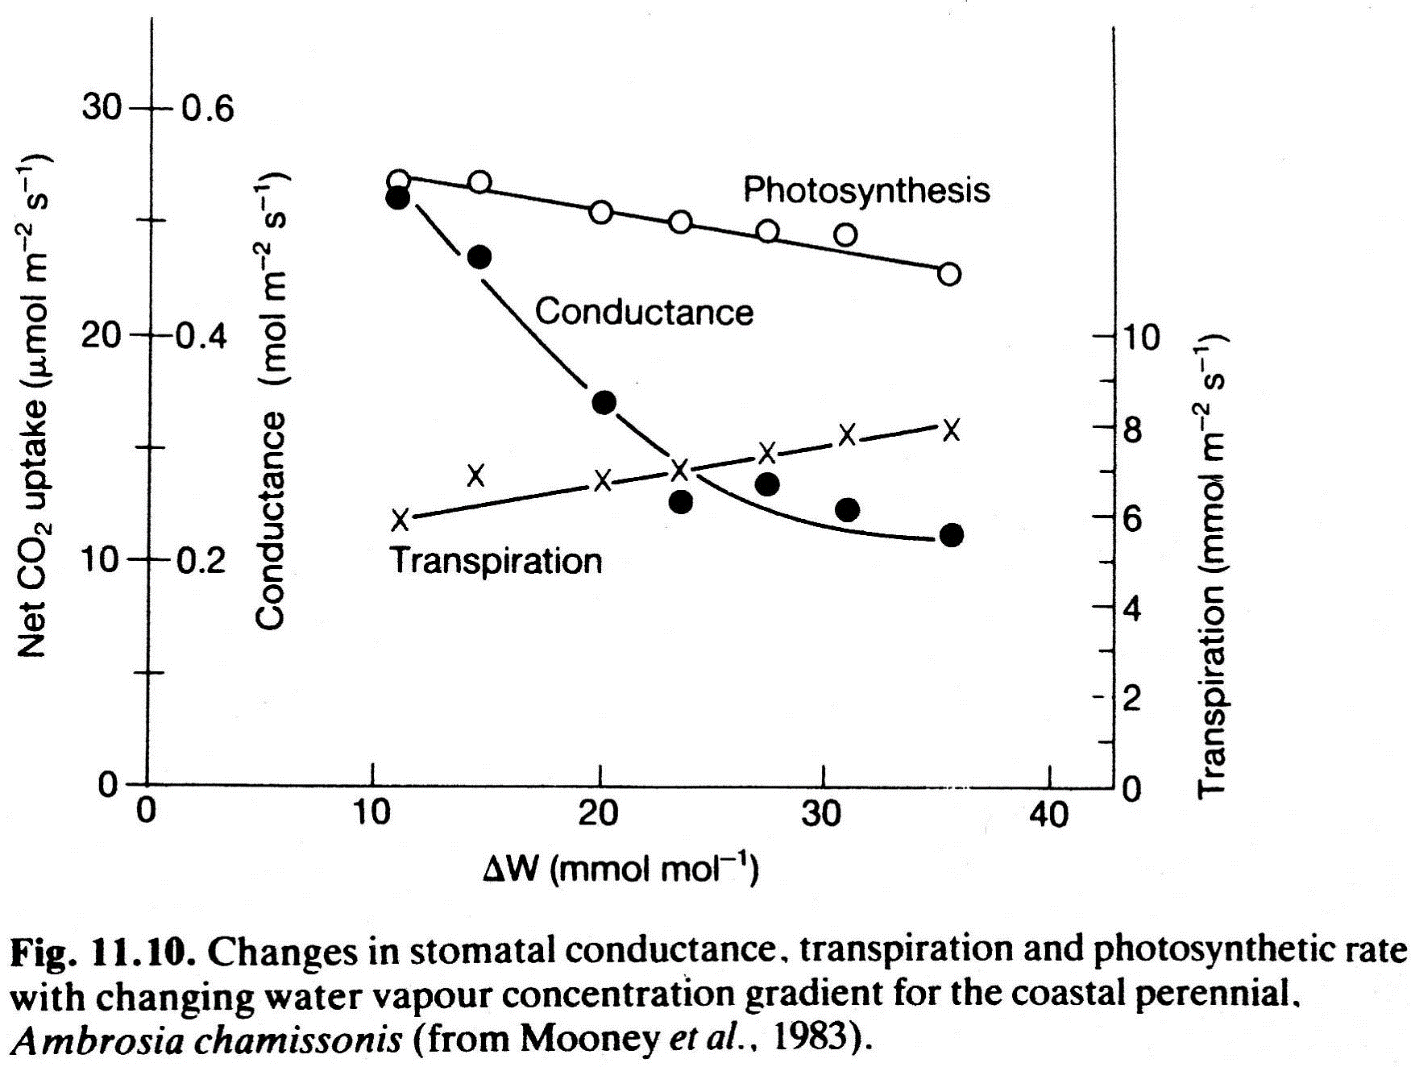 30
0.6
20
0.4
10
0.2
0
Net CO₂ uptake (μmol m⁻² s⁻¹)
Conductance (mol m⁻² s⁻¹)
Photosynthesis
Conductance
Transpiration
10
8
6
4
2
0
Transpiration (mmol m⁻² s⁻¹)
0
10
20
30
40
ΔW (mmol mol⁻¹)
Fig. 11.10. Changes in stomatal conductance, transpiration and photosynthetic rate
with changing water vapour concentration gradient for the coastal perennial,
Ambrosia chamissonis (from Mooney et al., 1983).